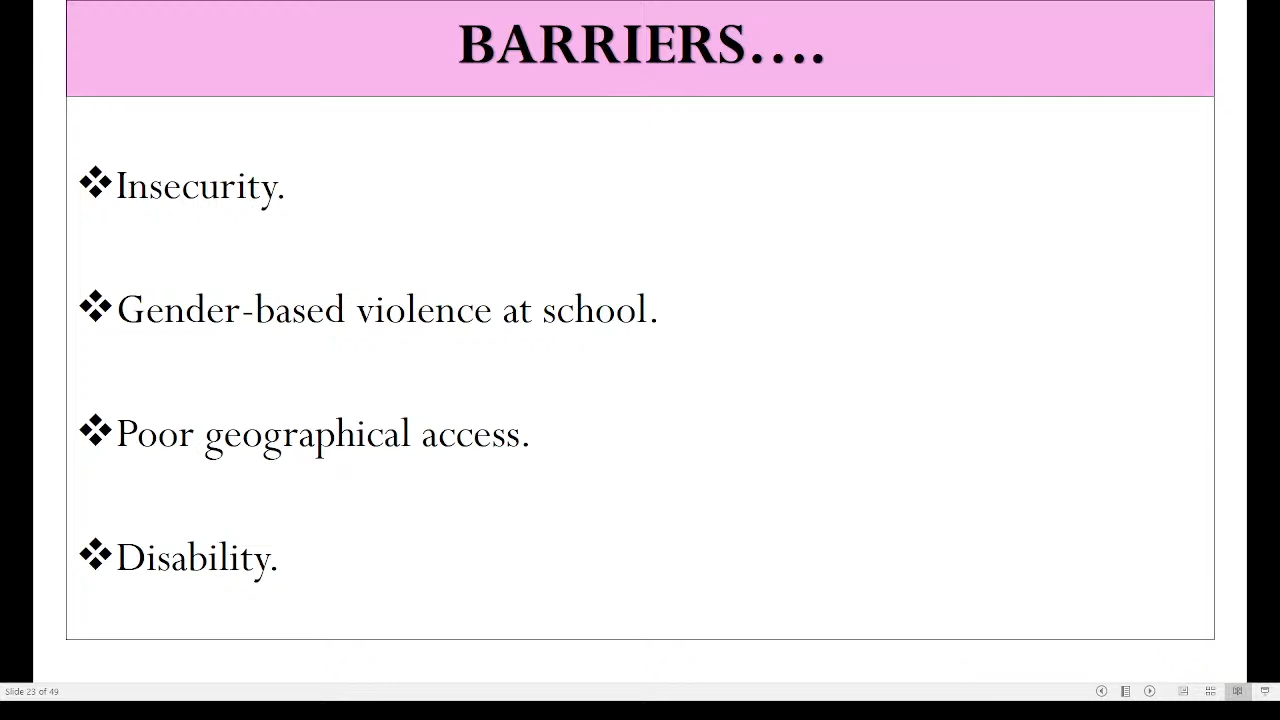 BARRIERS....
❖Insecurity.
❖Gender-based violence at school.
❖Poor geographical access.
❖Disability.
Slide 23 of 49